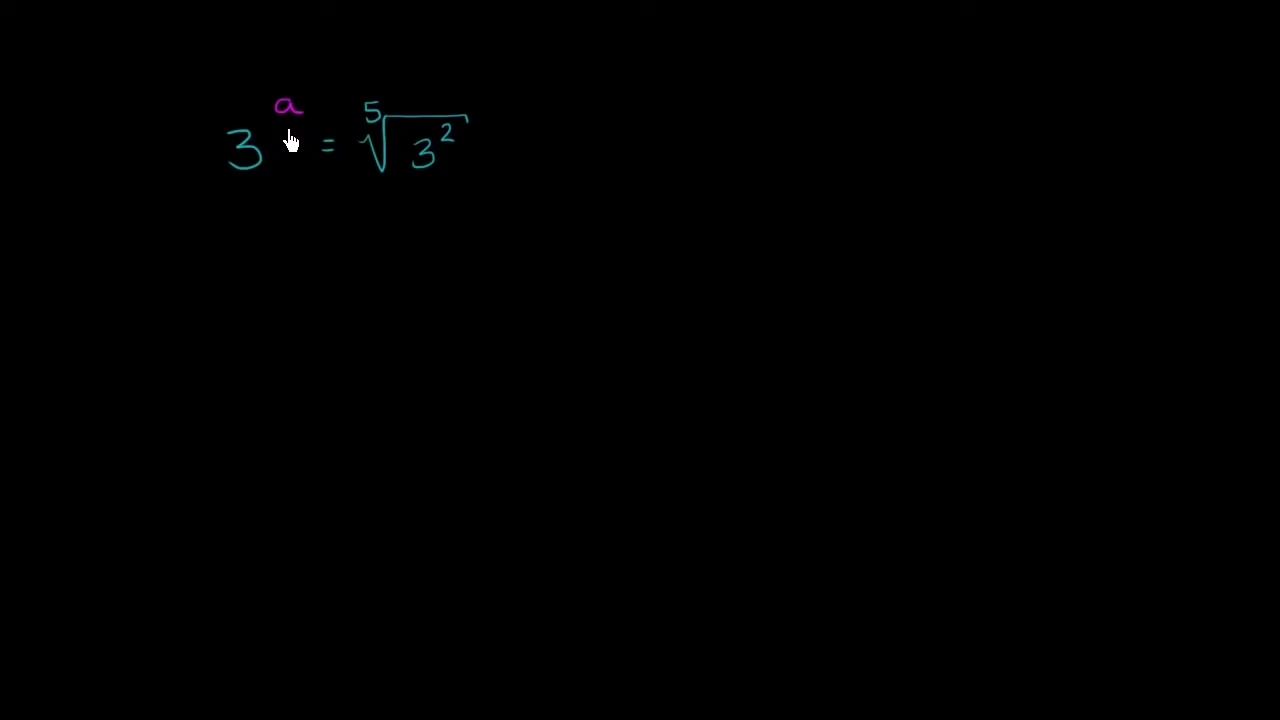 3^a = ⁵√(3²)